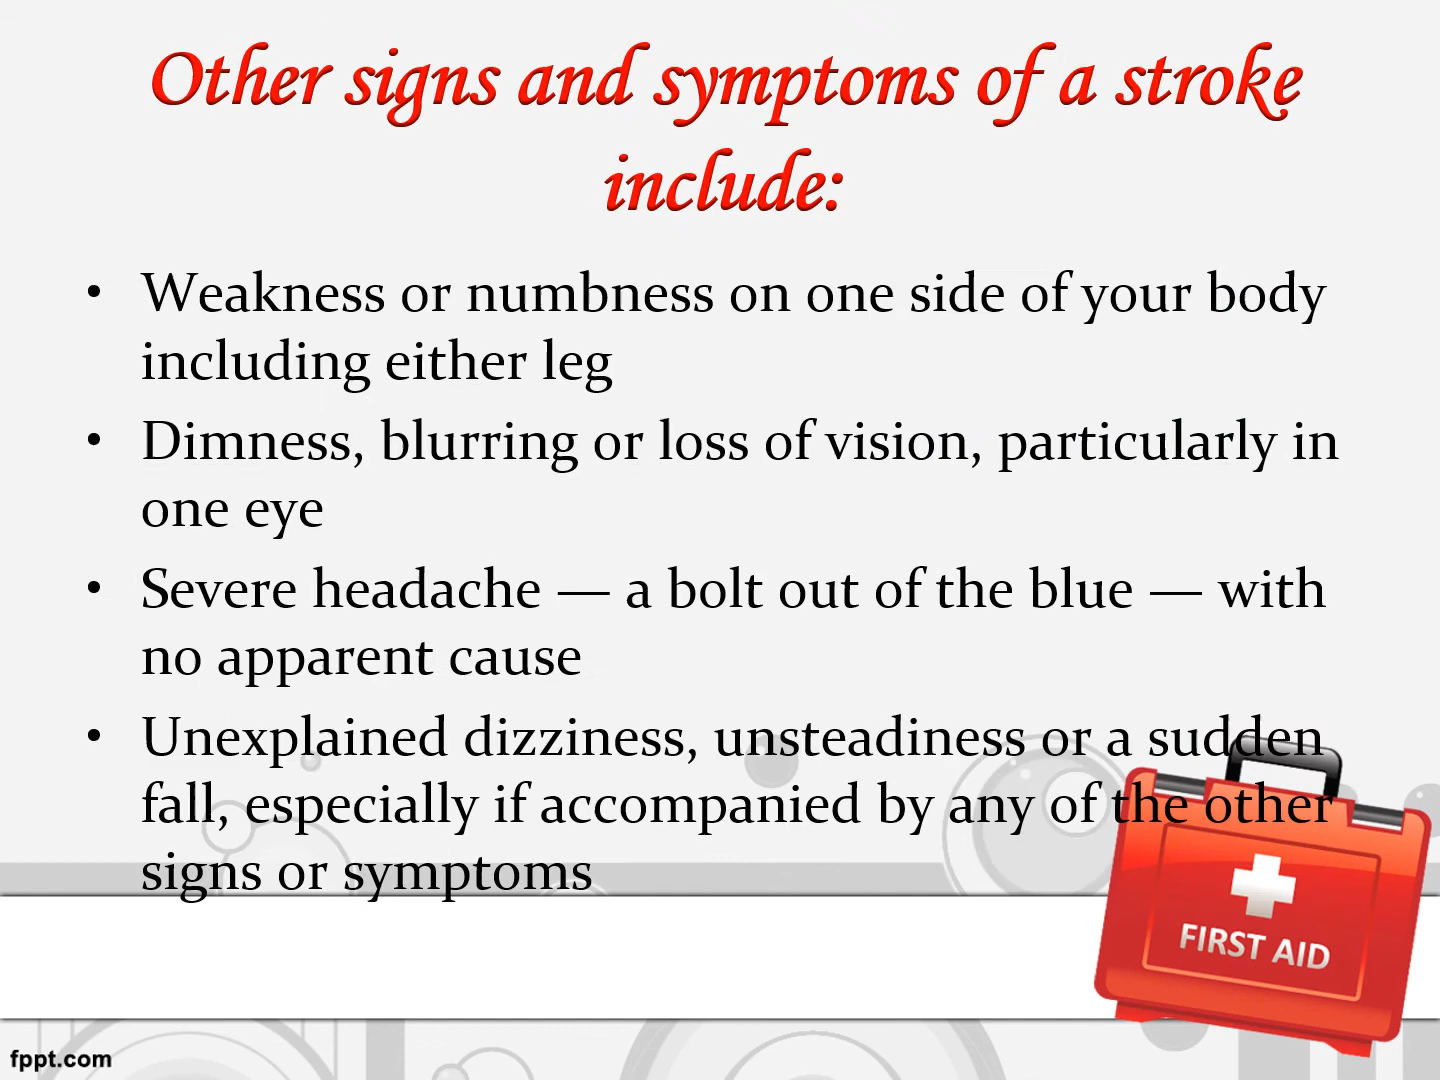 Other signs and symptoms of a stroke
include:
• Weakness or numbness on one side of your body
including either leg
• Dimness, blurring or loss of vision, particularly in
one eye
• Severe headache — a bolt out of the blue — with
no apparent cause
• Unexplained dizziness, unsteadiness or a sudden
fall, especially if accompanied by any of the other
signs or symptoms
FIRST AID
fppt.com